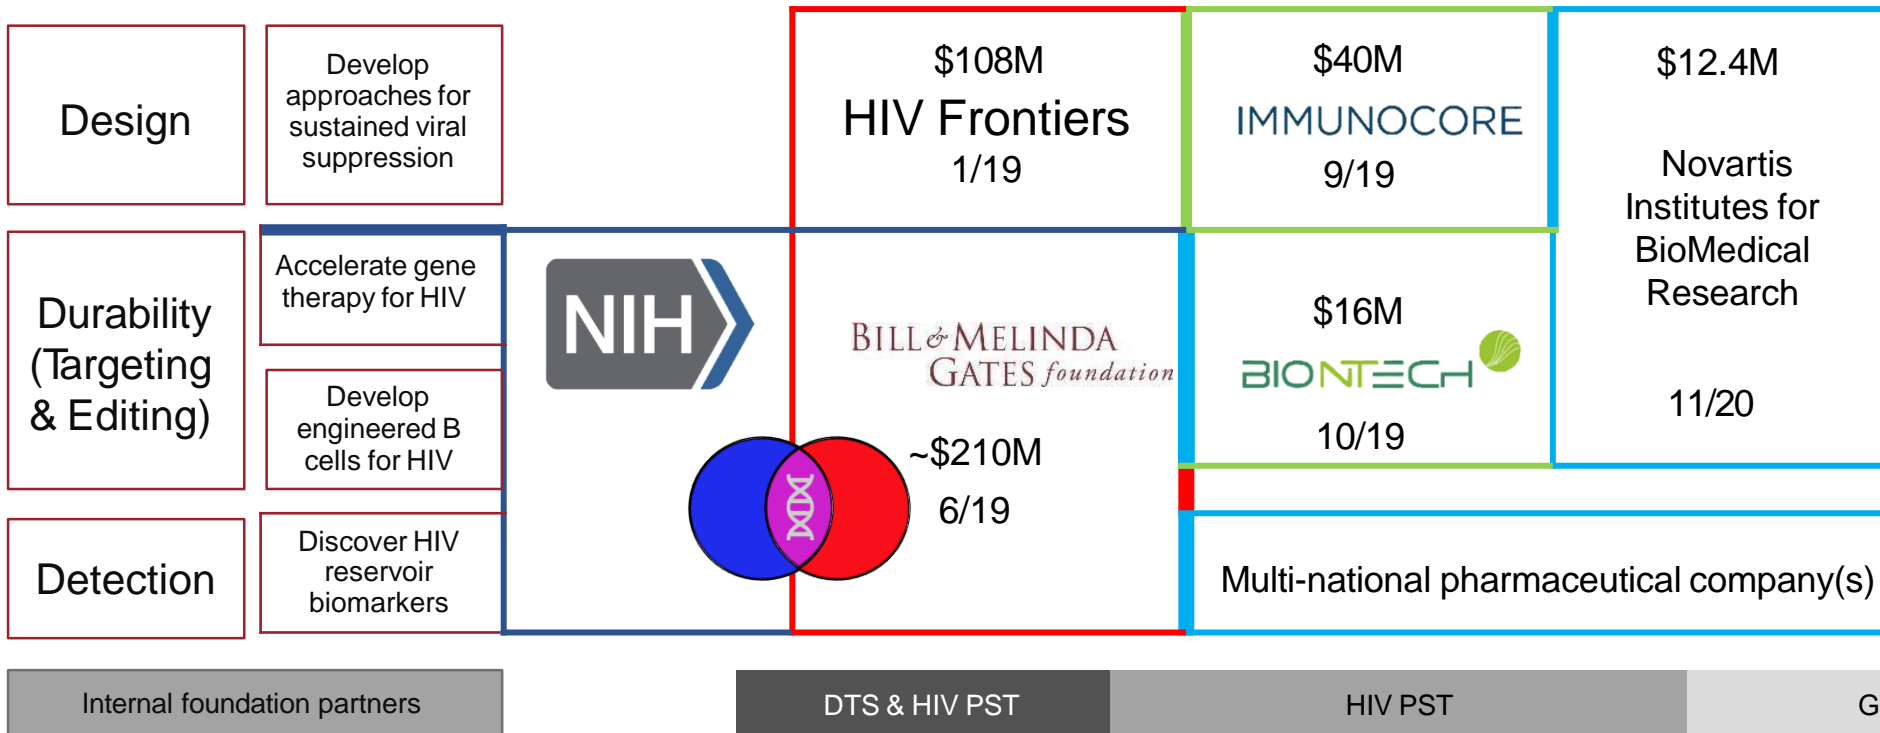 Design
Develop
approaches for
sustained viral
suppression
$108M
HIV Frontiers
1/19
$40M
IMMUNOCORE
9/19
$12.4M
Novartis
Institutes for
BioMedical
Research
11/20
Durability
(Targeting
& Editing)
Accelerate gene
therapy for HIV
Develop
engineered B
cells for HIV
NIH
BILL & MELINDA
GATES foundation
~$210M
6/19
$16M
BIONTECH
10/19
Detection
Discover HIV
reservoir
biomarkers
Multi-national pharmaceutical company(s)
Internal foundation partners
DTS & HIV PST
HIV PST
G